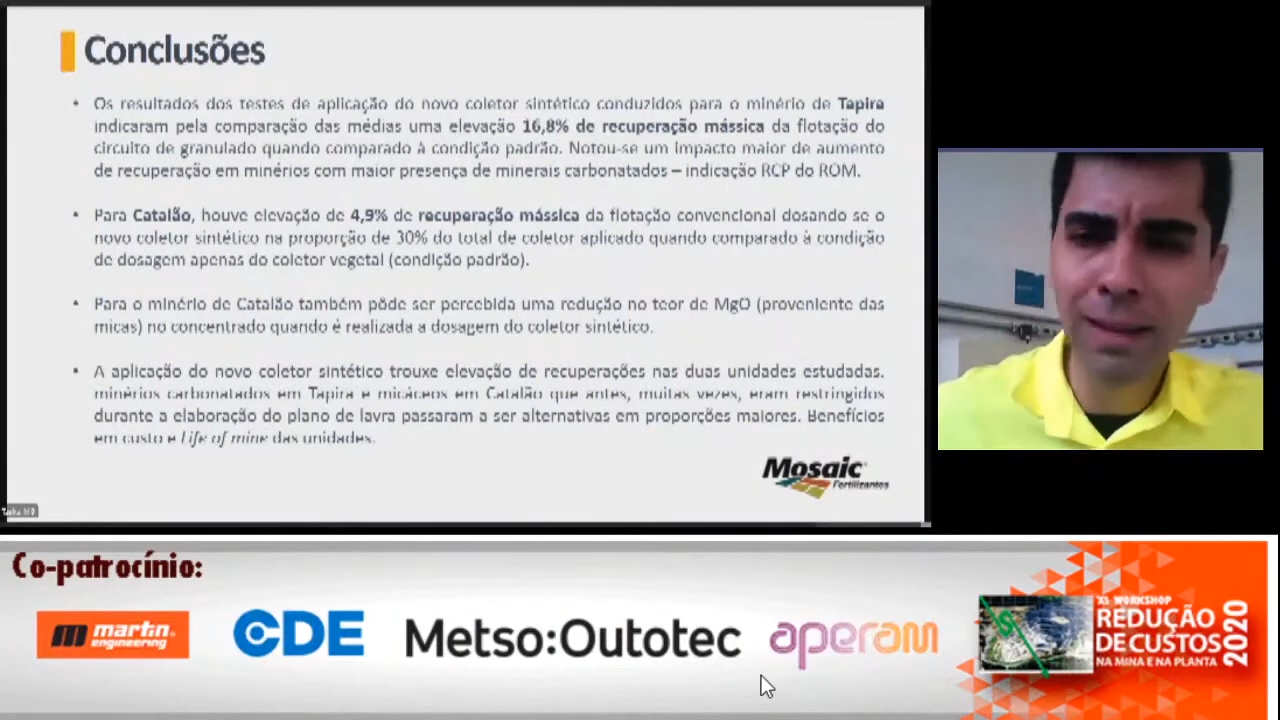 Conclusões
• Os resultados dos testes de aplicação do novo coletor sintético conduzidos para o minério de Tapira
indicaram pela comparação das médias uma elevação 16,8% de recuperação mássica da flotação do
circuito de granulado quando comparado à condição padrão. Notou-se um impacto maior de aumento
de recuperação em minérios com maior presença de minerais carbonatados – indicação RCP do ROM.
• Para Catalão, houve elevação de 4,9% de recuperação mássica da flotação convencional dosando se o
novo coletor sintético na proporção de 30% do total de coletor aplicado quando comparado à condição
de dosagem apenas do coletor vegetal (condição padrão).
• Para o minério de Catalão também pôde ser percebida uma redução no teor de MgO (proveniente das
micas) no concentrado quando é realizada a dosagem do coletor sintético.
• A aplicação do novo coletor sintético trouxe elevação de recuperações nas duas unidades estudadas.
minérios carbonatados em Tapira e micáceos em Catalão que antes, muitas vezes, eram restringidos
durante a elaboração do plano de lavra passaram a ser alternativas em proporções maiores. Benefícios
em custo e Life of mine das unidades.
Mosaic
Fertilizantes
Co-patrocínio:
martin
engineering
CDE
Metso:Outotec
aperam
XI WORKSHOP
REDUÇÃO
DE CUSTOS
NA MINA E NA PLANTA
2020